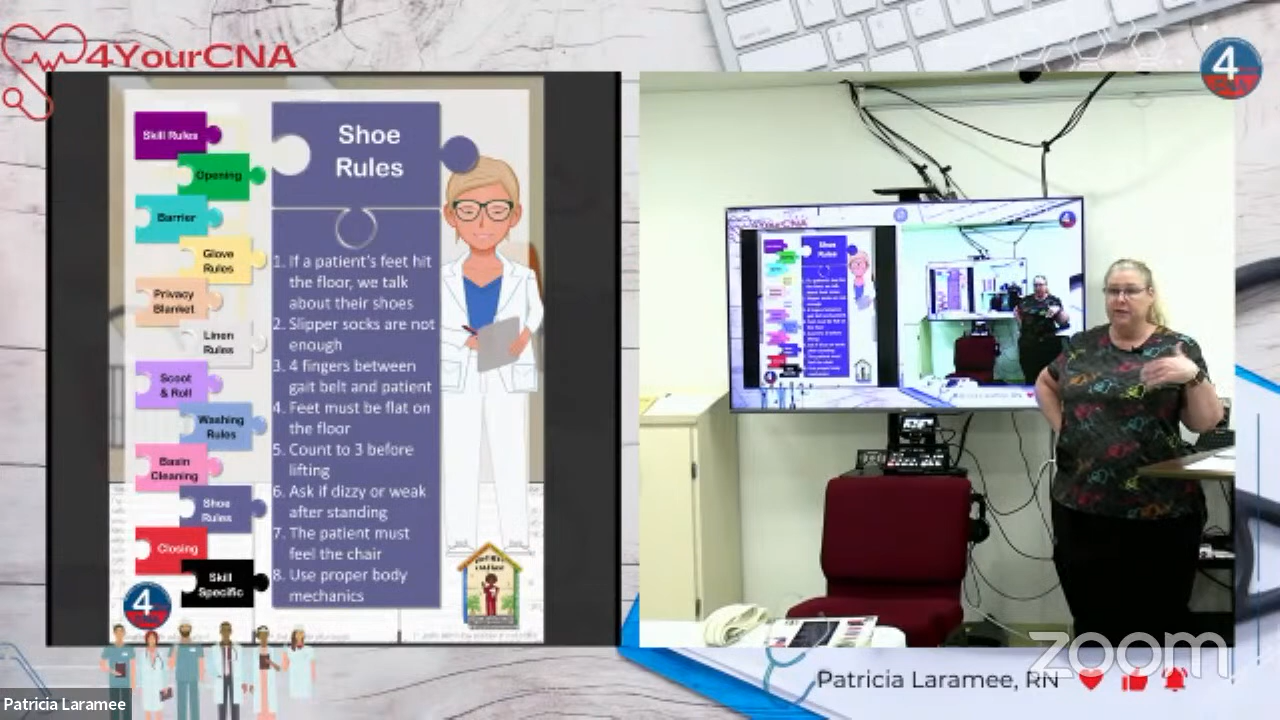 4YourCNA
4
Skill Rules
Opening
Barrier
Glove
Rules
Privacy
Blanket
Linen
Rules
Scoot
& Roll
Washing
Rules
Basin
Cleaning
Shoe
Rules
Closing
Skill
Specific
4
Shoe
Rules
1. If a patient's feet hit
the floor, we talk
about their shoes
2. Slipper socks are not
enough
3. 4 fingers between
gait belt and patient
4. Feet must be flat on
the floor
5. Count to 3 before
lifting
6. Ask if dizzy or weak
after standing
7. The patient must
feel the chair
8. Use proper body
mechanics
4YourCNA
Shoe
Rules
zoom
Patricia Laramee, RN
Patricia Laramee